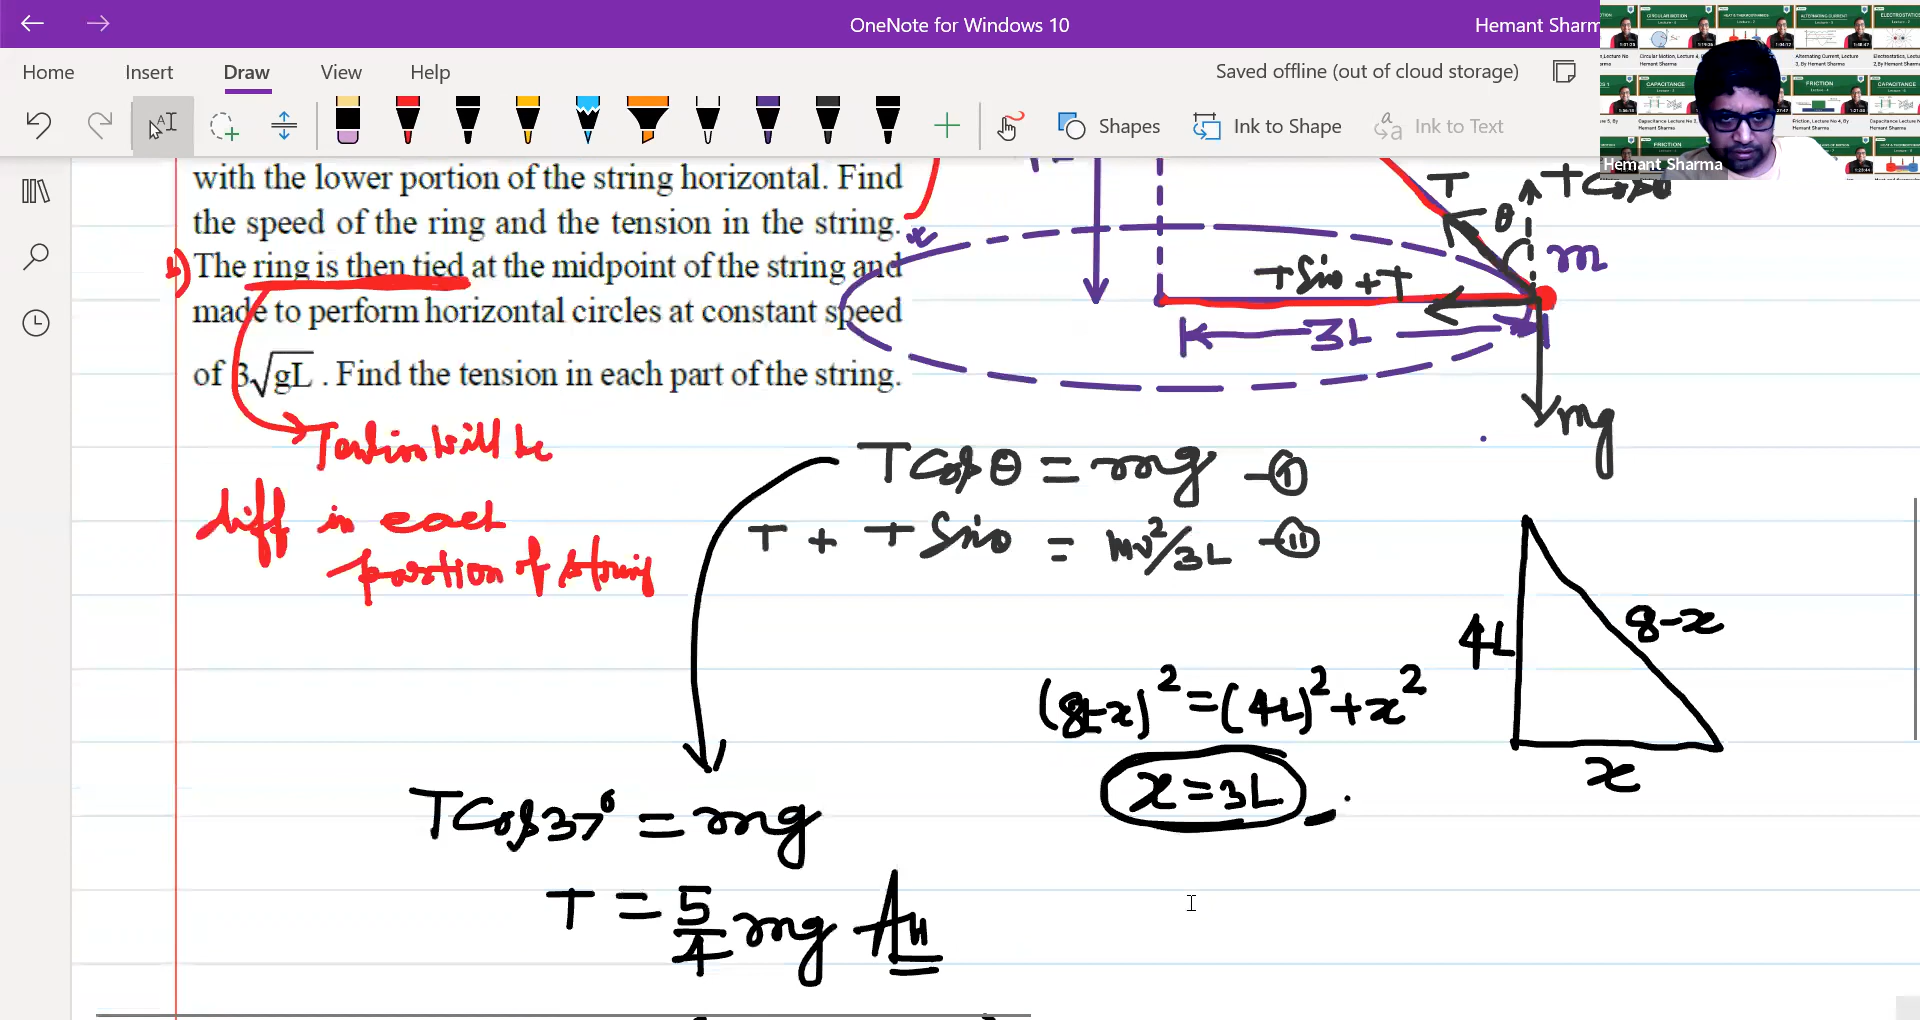 OneNote for Windows 10
Hemant Sharm
Home Insert Draw View Help
Saved offline (out of cloud storage)
Shapes
Ink to Shape
Ink to Text
Hemant Sharma
with the lower portion of the string horizontal. Find
the speed of the ring and the tension in the string.
The ring is then tied at the midpoint of the string and
made to perform horizontal circles at constant speed
of 3√gL . Find the tension in each part of the string.
Tension will be
diff in each
portion of string
T
θ
T Cosθ
m
T Sinθ + T
3L
mg
T Cosθ = mg - (I)
T + T Sinθ = mv²/3L - (II)
4L
8-x
x
(8L-x)² = (4L)² + x²
x = 3L
T Cos37° = mg
T = 5/4 mg